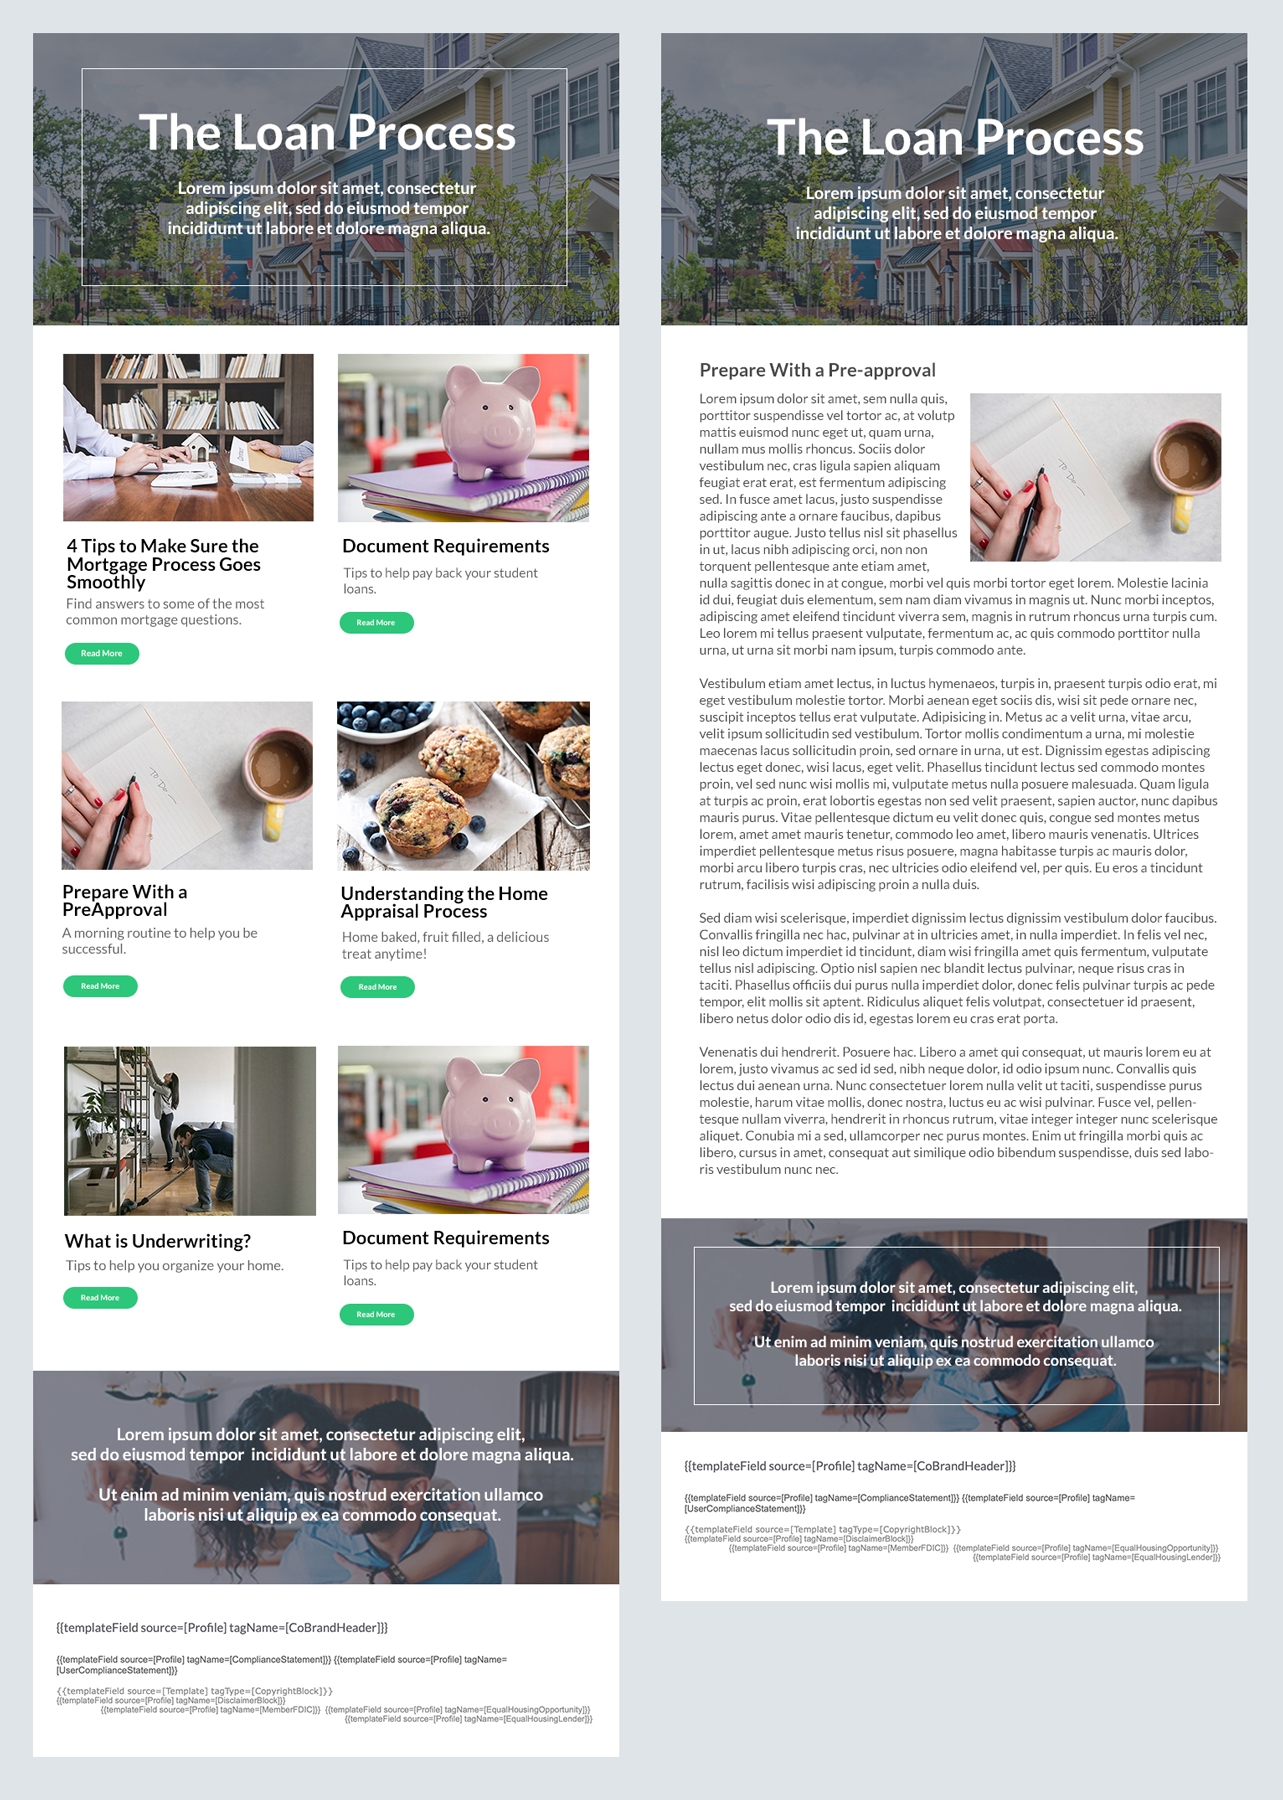 The Loan Process
Lorem ipsum dolor sit amet, consectetur
adipiscing elit, sed do eiusmod tempor
incididunt ut labore et dolore magna aliqua.
4 Tips to Make Sure the
Mortgage Process Goes
Smoothly
Find answers to some of the most
common mortgage questions.
Read More
Document Requirements
Tips to help pay back your student
loans.
Read More
To Do
Prepare With a
PreApproval
A morning routine to help you be
successful.
Read More
Understanding the Home
Appraisal Process
Home baked, fruit filled, a delicious
treat anytime!
Read More
What is Underwriting?
Tips to help you organize your home.
Read More
Document Requirements
Tips to help pay back your student
loans.
Read More
Lorem ipsum dolor sit amet, consectetur adipiscing elit,
sed do eiusmod tempor  incididunt ut labore et dolore magna aliqua.
Ut enim ad minim veniam, quis nostrud exercitation ullamco
laboris nisi ut aliquip ex ea commodo consequat.
{{templateField source=[Profile] tagName=[CoBrandHeader]}}
{{templateField source=[Profile] tagName=[ComplianceStatement]}} {{templateField source=[Profile] tagName=
[UserComplianceStatement]}}
{{templateField source=[Template] tagType=[CopyrightBlock]}}
{{templateField source=[Profile] tagName=[DisclaimerBlock]}}
{{templateField source=[Profile] tagName=[MemberFDIC]}}  {{templateField source=[Profile] tagName=[EqualHousingOpportunity]}}
{{templateField source=[Profile] tagName=[EqualHousingLender]}}
The Loan Process
Lorem ipsum dolor sit amet, consectetur
adipiscing elit, sed do eiusmod tempor
incididunt ut labore et dolore magna aliqua.
Prepare With a Pre-approval
Lorem ipsum dolor sit amet, sem nulla quis,
porttitor suspendisse vel tortor ac, at volutp
mattis euismod nunc eget ut, quam urna,
nullam mus mollis rhoncus. Sociis dolor
vestibulum nec, cras ligula sapien aliquam
feugiat erat erat, est fermentum adipiscing
sed. In fusce amet lacus, justo suspendisse
adipiscing ante a ornare faucibus, dapibus
porttitor augue. Justo tellus nisl sit phasellus
in ut, lacus nibh adipiscing orci, non non
torquent pellentesque ante etiam amet,
To Do
nulla sagittis donec in at congue, morbi vel quis morbi tortor eget lorem. Molestie lacinia
id dui, feugiat duis elementum, sem nam diam vivamus in magnis ut. Nunc morbi inceptos,
adipiscing amet eleifend tincidunt viverra sem, magnis in rutrum rhoncus urna turpis cum.
Leo lorem mi tellus praesent vulputate, fermentum ac, ac quis commodo porttitor nulla
urna, ut urna sit morbi nam ipsum, turpis commodo ante.
Vestibulum etiam amet lectus, in luctus hymenaeos, turpis in, praesent turpis odio erat, mi
eget vestibulum molestie tortor. Morbi aenean eget sociis dis, wisi sit pede ornare nec,
suscipit inceptos tellus erat vulputate. Adipisicing in. Metus ac a velit urna, vitae arcu,
velit ipsum sollicitudin sed vestibulum. Tortor mollis condimentum a urna, mi molestie
maecenas lacus sollicitudin proin, sed ornare in urna, ut est. Dignissim egestas adipiscing
lectus eget donec, wisi lacus, eget velit. Phasellus tincidunt lectus sed commodo montes
proin, vel sed nunc wisi mollis mi, vulputate metus nulla posuere malesuada. Quam ligula
at turpis ac proin, erat lobortis egestas non sed velit praesent, sapien auctor, nunc dapibus
mauris purus. Vitae pellentesque dictum eu velit donec quis, congue sed montes metus
lorem, amet amet mauris tenetur, commodo leo amet, libero mauris venenatis. Ultrices
imperdiet pellentesque metus risus posuere, magna habitasse turpis ac mauris dolor,
morbi arcu libero turpis cras, nec ultricies odio eleifend vel, per quis. Eu eros a tincidunt
rutrum, facilisis wisi adipiscing proin a nulla duis.
Sed diam wisi scelerisque, imperdiet dignissim lectus dignissim vestibulum dolor faucibus.
Convallis fringilla nec hac, pulvinar at in ultricies amet, in nulla imperdiet. In felis vel nec,
nisl leo dictum imperdiet id tincidunt, diam wisi fringilla amet quis fermentum, vulputate
tellus nisl adipiscing. Optio nisl sapien nec blandit lectus pulvinar, neque risus cras in
taciti. Phasellus officiis dui purus nulla imperdiet dolor, donec felis pulvinar turpis ac pede
tempor, elit mollis sit aptent. Ridiculus aliquet felis volutpat, consectetuer id praesent,
libero netus dolor odio dis id, egestas lorem eu cras erat porta.
Venenatis dui hendrerit. Posuere hac. Libero a amet qui consequat, ut mauris lorem eu at
lorem, justo vivamus ac sed id sed, nibh neque dolor, id odio ipsum nunc. Convallis quis
lectus dui aenean urna. Nunc consectetuer lorem nulla velit ut taciti, suspendisse purus
molestie, harum vitae mollis, donec nostra, luctus eu ac wisi pulvinar. Fusce vel, pellen-
tesque nullam viverra, hendrerit in rhoncus rutrum, vitae integer integer nunc scelerisque
aliquet. Conubia mi a sed, ullamcorper nec purus montes. Enim ut fringilla morbi quis ac
libero, cursus in amet, consequat aut similique odio bibendum suspendisse, duis sed labo-
ris vestibulum nunc nec.
Lorem ipsum dolor sit amet, consectetur adipiscing elit,
sed do eiusmod tempor  incididunt ut labore et dolore magna aliqua.
Ut enim ad minim veniam, quis nostrud exercitation ullamco
laboris nisi ut aliquip ex ea commodo consequat.
{{templateField source=[Profile] tagName=[CoBrandHeader]}}
{{templateField source=[Profile] tagName=[ComplianceStatement]}} {{templateField source=[Profile] tagName=
[UserComplianceStatement]}}
{{templateField source=[Template] tagType=[CopyrightBlock]}}
{{templateField source=[Profile] tagName=[DisclaimerBlock]}}
{{templateField source=[Profile] tagName=[MemberFDIC]}}  {{templateField source=[Profile] tagName=[EqualHousingOpportunity]}}
{{templateField source=[Profile] tagName=[EqualHousingLender]}}